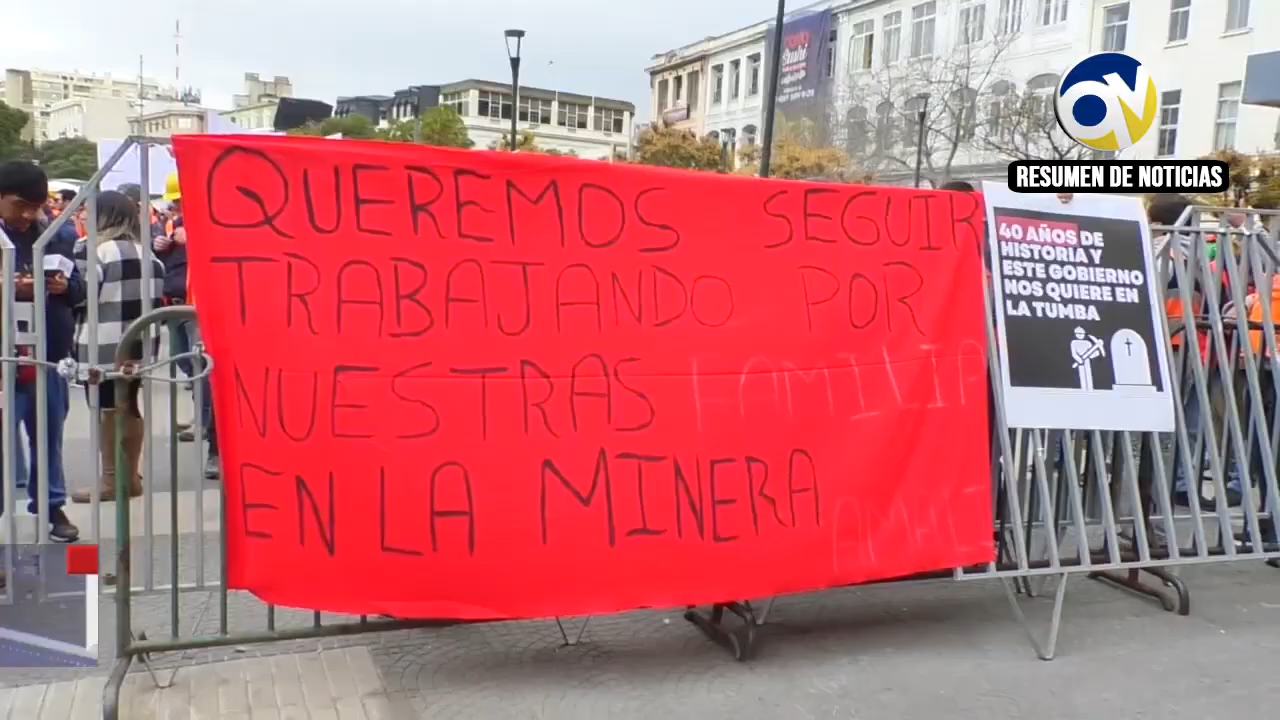 QUEREMOS SEGUIR
TRABAJANDO POR
NUESTRAS FAMILIA
EN LA MINERA
40 AÑOS DE
HISTORIA Y
ESTE GOBIERNO
NOS QUIERE EN
LA TUMBA
RESUMEN DE NOTICIAS